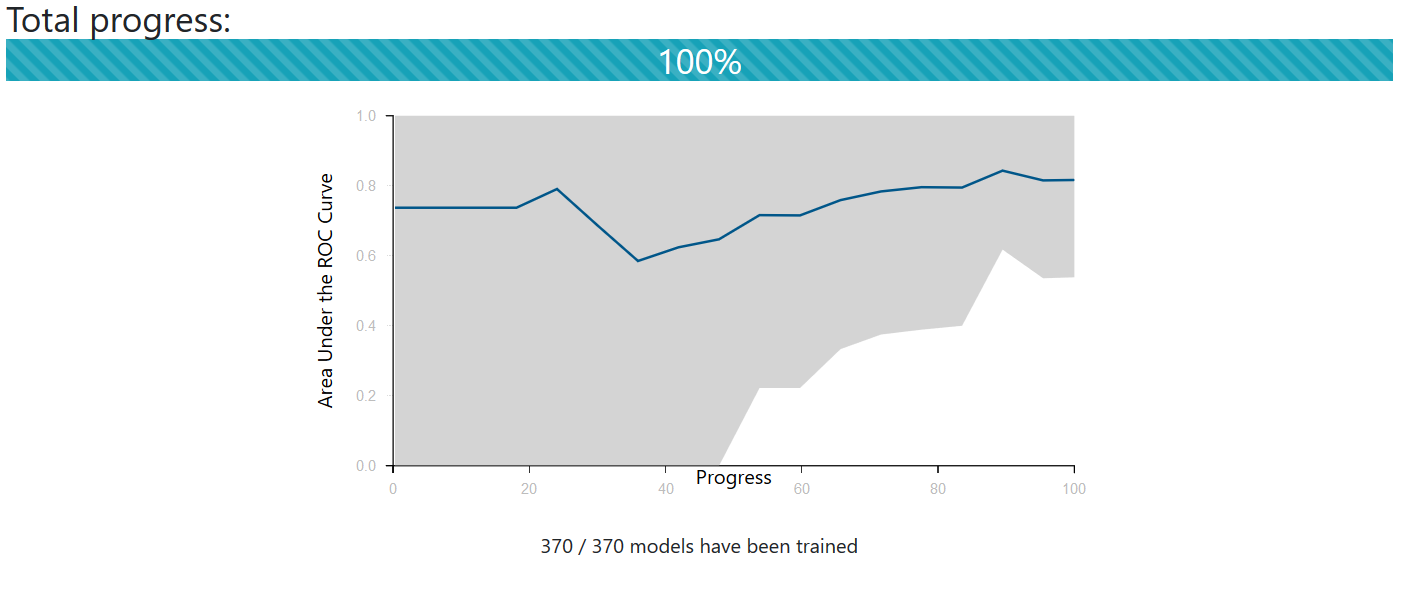 Total progress:
100%
1.0
0.8
0.6
0.4
0.2
0.0
Area Under the ROC Curve
0 20 40 60 80 100
Progress
370 / 370 models have been trained